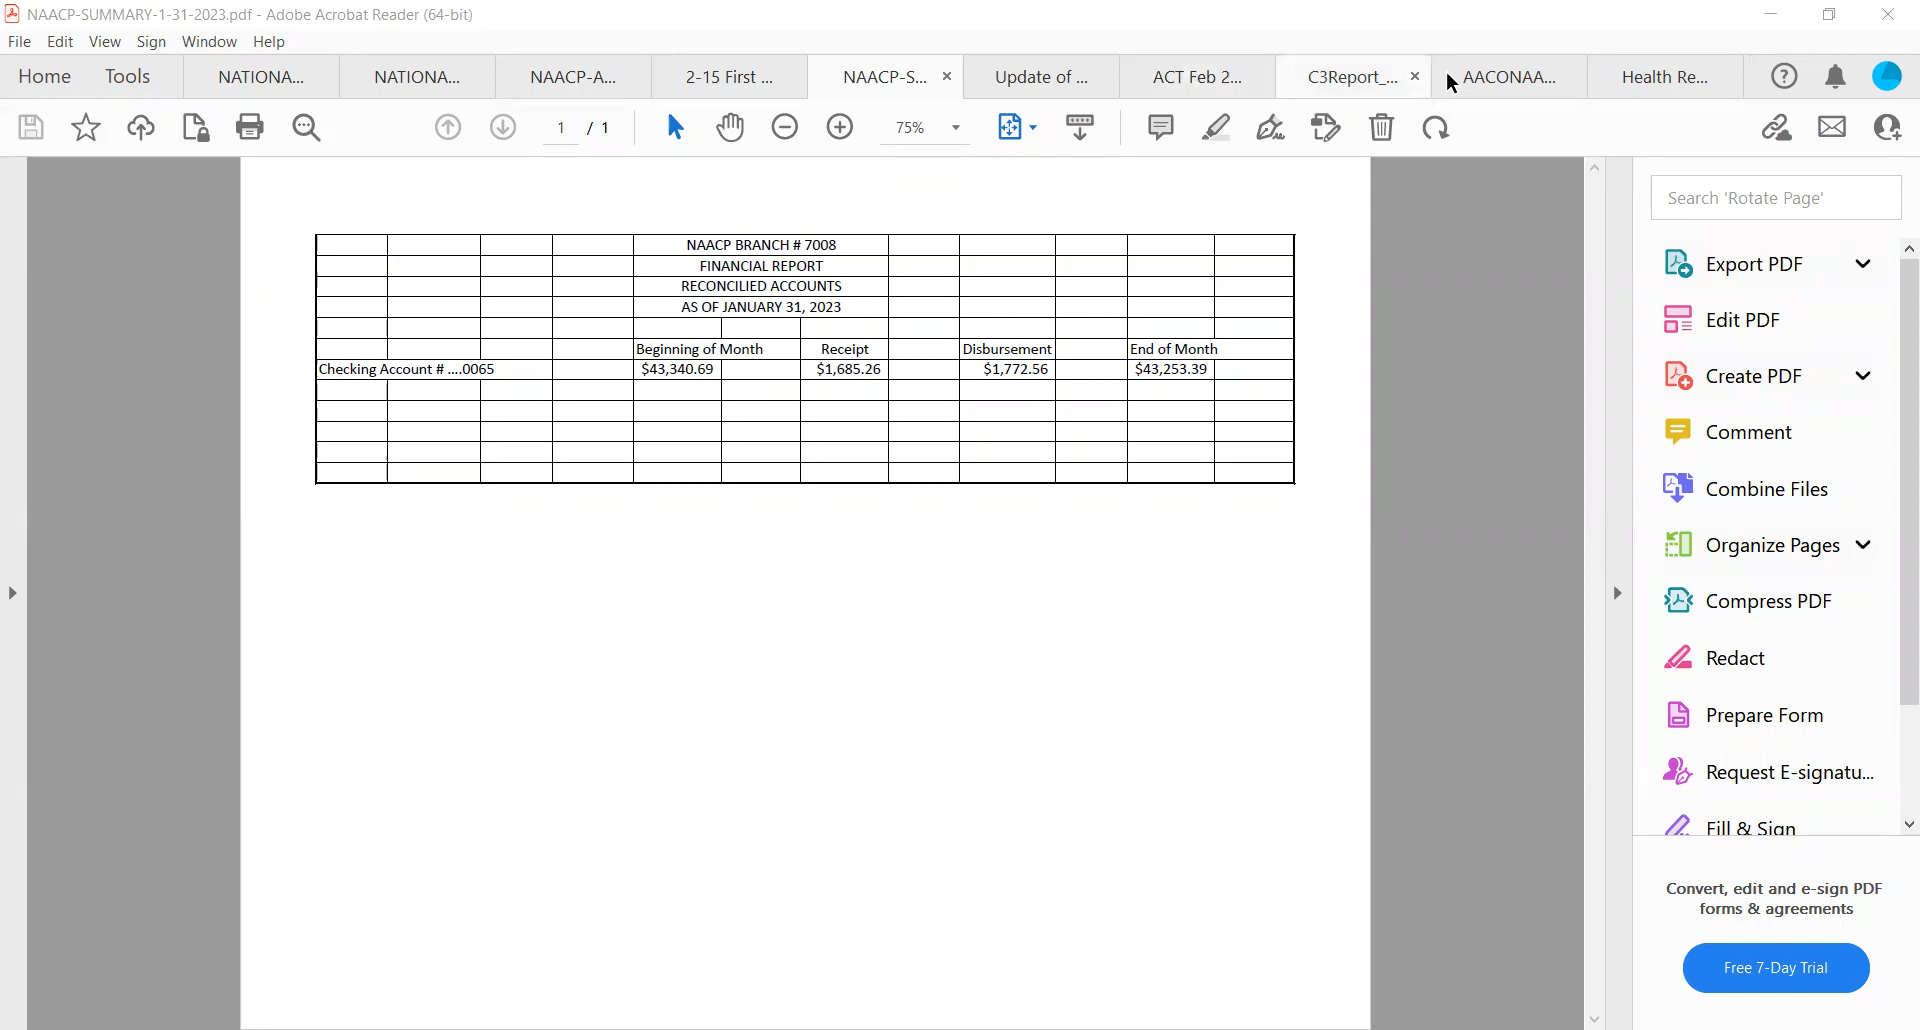 NAACP-SUMMARY-1-31-2023.pdf - Adobe Acrobat Reader (64-bit)
File Edit View Sign Window Help
Home Tools NATIONA... NATIONA... NAACP-A... 2-15 First ... NAACP-S... Update of ... ACT Feb 2... C3Report_... AACONAA... Health Re...
1 / 1 75%
Search 'Rotate Page'
NAACP BRANCH # 7008
FINANCIAL REPORT
RECONCILIED ACCOUNTS
AS OF JANUARY 31, 2023
Beginning of Month Receipt Disbursement End of Month
Checking Account # ....0065 $43,340.69 $1,685.26 $1,772.56 $43,253.39
Export PDF
Edit PDF
Create PDF
Comment
Combine Files
Organize Pages
Compress PDF
Redact
Prepare Form
Request E-signatu...
Fill & Sign
Convert, edit and e-sign PDF
forms & agreements
Free 7-Day Trial